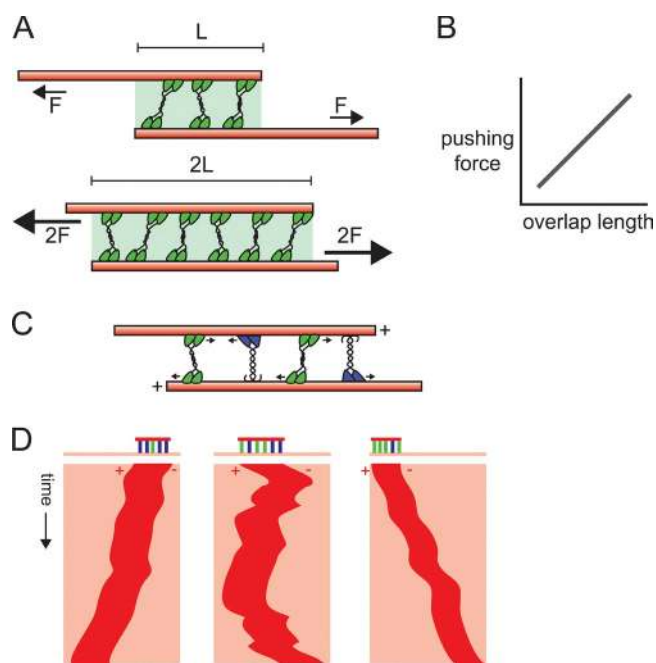 A
L
F
F
2L
2F
2F
B
pushing
force
overlap length
C
+
+
D
time
+ -
+ -
+ -